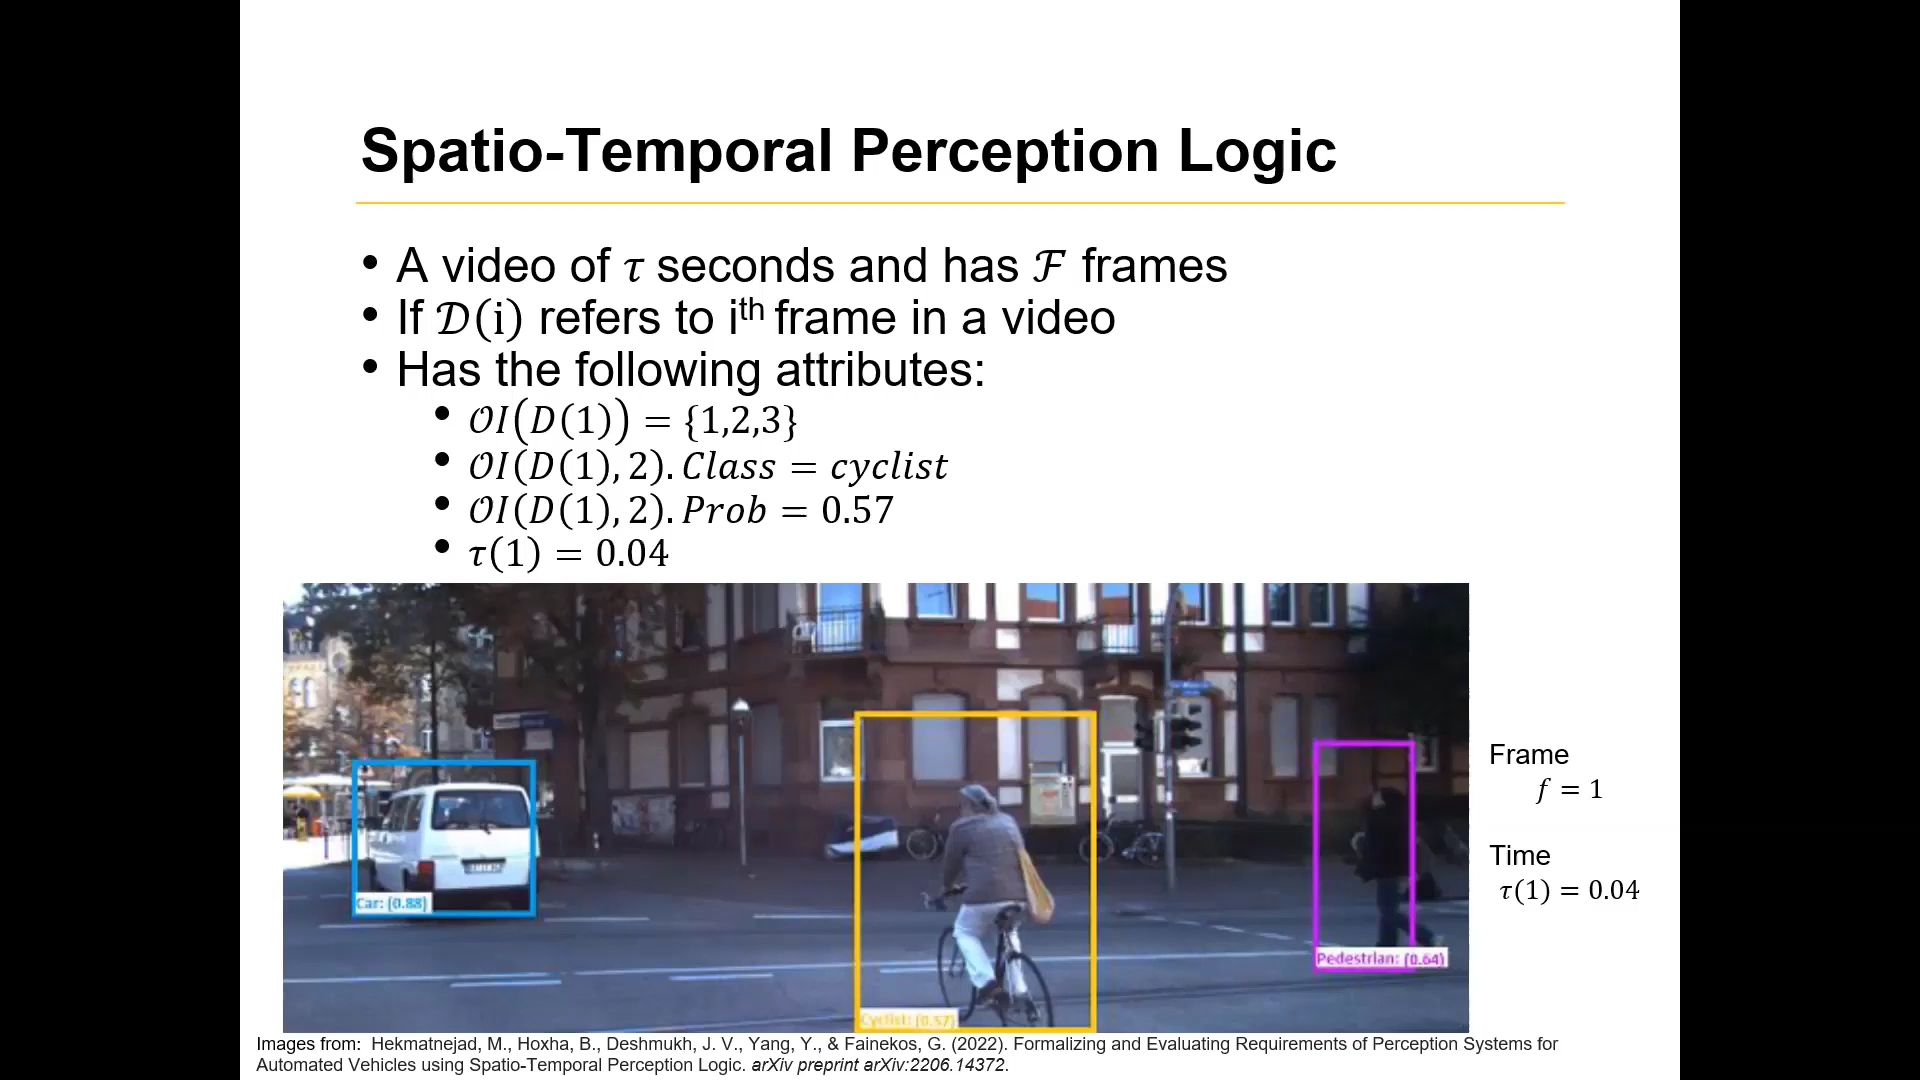 Spatio-Temporal Perception Logic
• A video of τ seconds and has ℱ frames
• If 𝒟(i) refers to iᵗʰ frame in a video
• Has the following attributes:
• 𝒪I(D(1)) = {1,2,3}
• 𝒪I(D(1), 2). Class = cyclist
• 𝒪I(D(1), 2). Prob = 0.57
• τ(1) = 0.04
Frame
f = 1
Time
τ(1) = 0.04
Car: (0.88)
Pedestrian: (0.64)
Cyclist: (0.57)
Images from: Hekmatnejad, M., Hoxha, B., Deshmukh, J. V., Yang, Y., & Fainekos, G. (2022). Formalizing and Evaluating Requirements of Perception Systems for
Automated Vehicles using Spatio-Temporal Perception Logic. arXiv preprint arXiv:2206.14372.